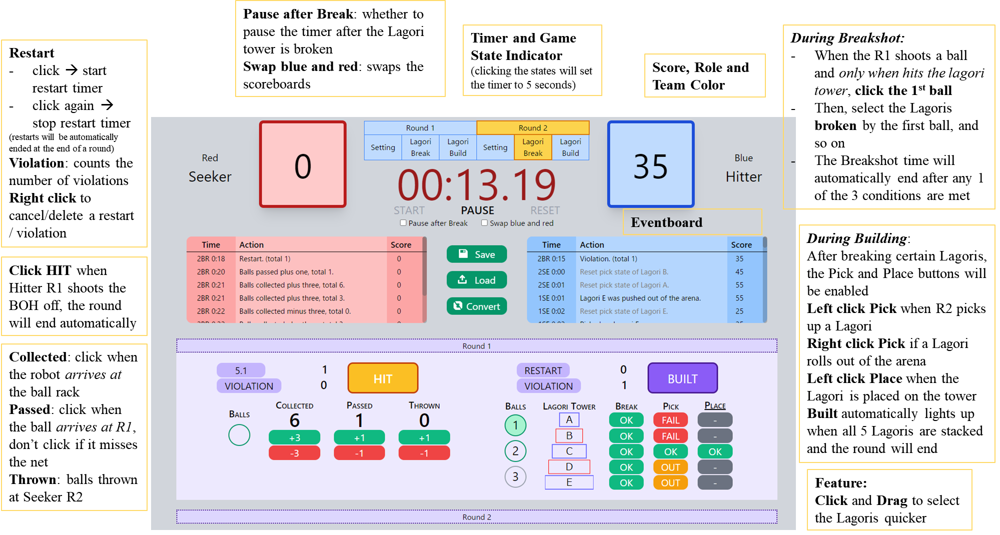 Pause after Break: whether to
pause the timer after the Lagori
tower is broken
Swap blue and red: swaps the
scoreboards
Timer and Game
State Indicator
(clicking the states will set
the timer to 5 seconds)
Score, Role and
Team Color
During Breakshot:
- When the R1 shoots a ball
and only when hits the lagori
tower, click the 1st ball
- Then, select the Lagoris
broken by the first ball, and
so on
- The Breakshot time will
automatically end after any 1
of the 3 conditions are met
Restart
- click → start
restart timer
- click again →
stop restart timer
(restarts will be automatically
ended at the end of a round)
Violation: counts the
number of violations
Right click to
cancel/delete a restart
/ violation
Click HIT when
Hitter R1 shoots the
BOH off, the round
will end automatically
Collected: click when
the robot arrives at
the ball rack
Passed: click when
the ball arrives at R1,
don't click if it misses
the net
Thrown: balls thrown
at Seeker R2
Red
Seeker
0
Round 1 Round 2
Setting Lagori Break Lagori Build Setting Lagori Break Lagori Build
00:13.19
START PAUSE RESET
Pause after Break Swap blue and red
35
Blue
Hitter
Eventboard
Time Action Score
2BR 0:18 Restart. (total 1) 0
2BR 0:20 Balls passed plus one, total 1. 0
2BR 0:21 Balls collected plus three, total 6. 0
2BR 0:21 Balls collected plus three, total 3. 0
2BR 0:22 Balls collected minus three, total 0. 0
Save
Load
Convert
Time Action Score
2BR 0:15 Violation. (total 1) 35
2SE 0:00 Reset pick state of Lagori B. 45
2SE 0:01 Reset pick state of Lagori A. 55
1SE 0:01 Lagori E was pushed out of the arena. 55
1SE 0:02 Reset pick state of Lagori E. 25
Round 1
5.1 1
VIOLATION 0
HIT
RESTART 0
VIOLATION 1
BUILT
BALLS
COLLECTED PASSED THROWN
6 1 0
+3 +1 +1
-3 -1 -1
BALLS LAGORI TOWER BREAK PICK PLACE
1
2
3
A OK FAIL -
B OK FAIL -
C OK OK OK
D OK OUT -
E OK OUT -
Round 2
During Building:
After breaking certain Lagoris,
the Pick and Place buttons will
be enabled
Left click Pick when R2 picks
up a Lagori
Right click Pick if a Lagori
rolls out of the arena
Left click Place when the
Lagori is placed on the tower
Built automatically lights up
when all 5 Lagoris are stacked
and the round will end
Feature:
Click and Drag to select
the Lagoris quicker